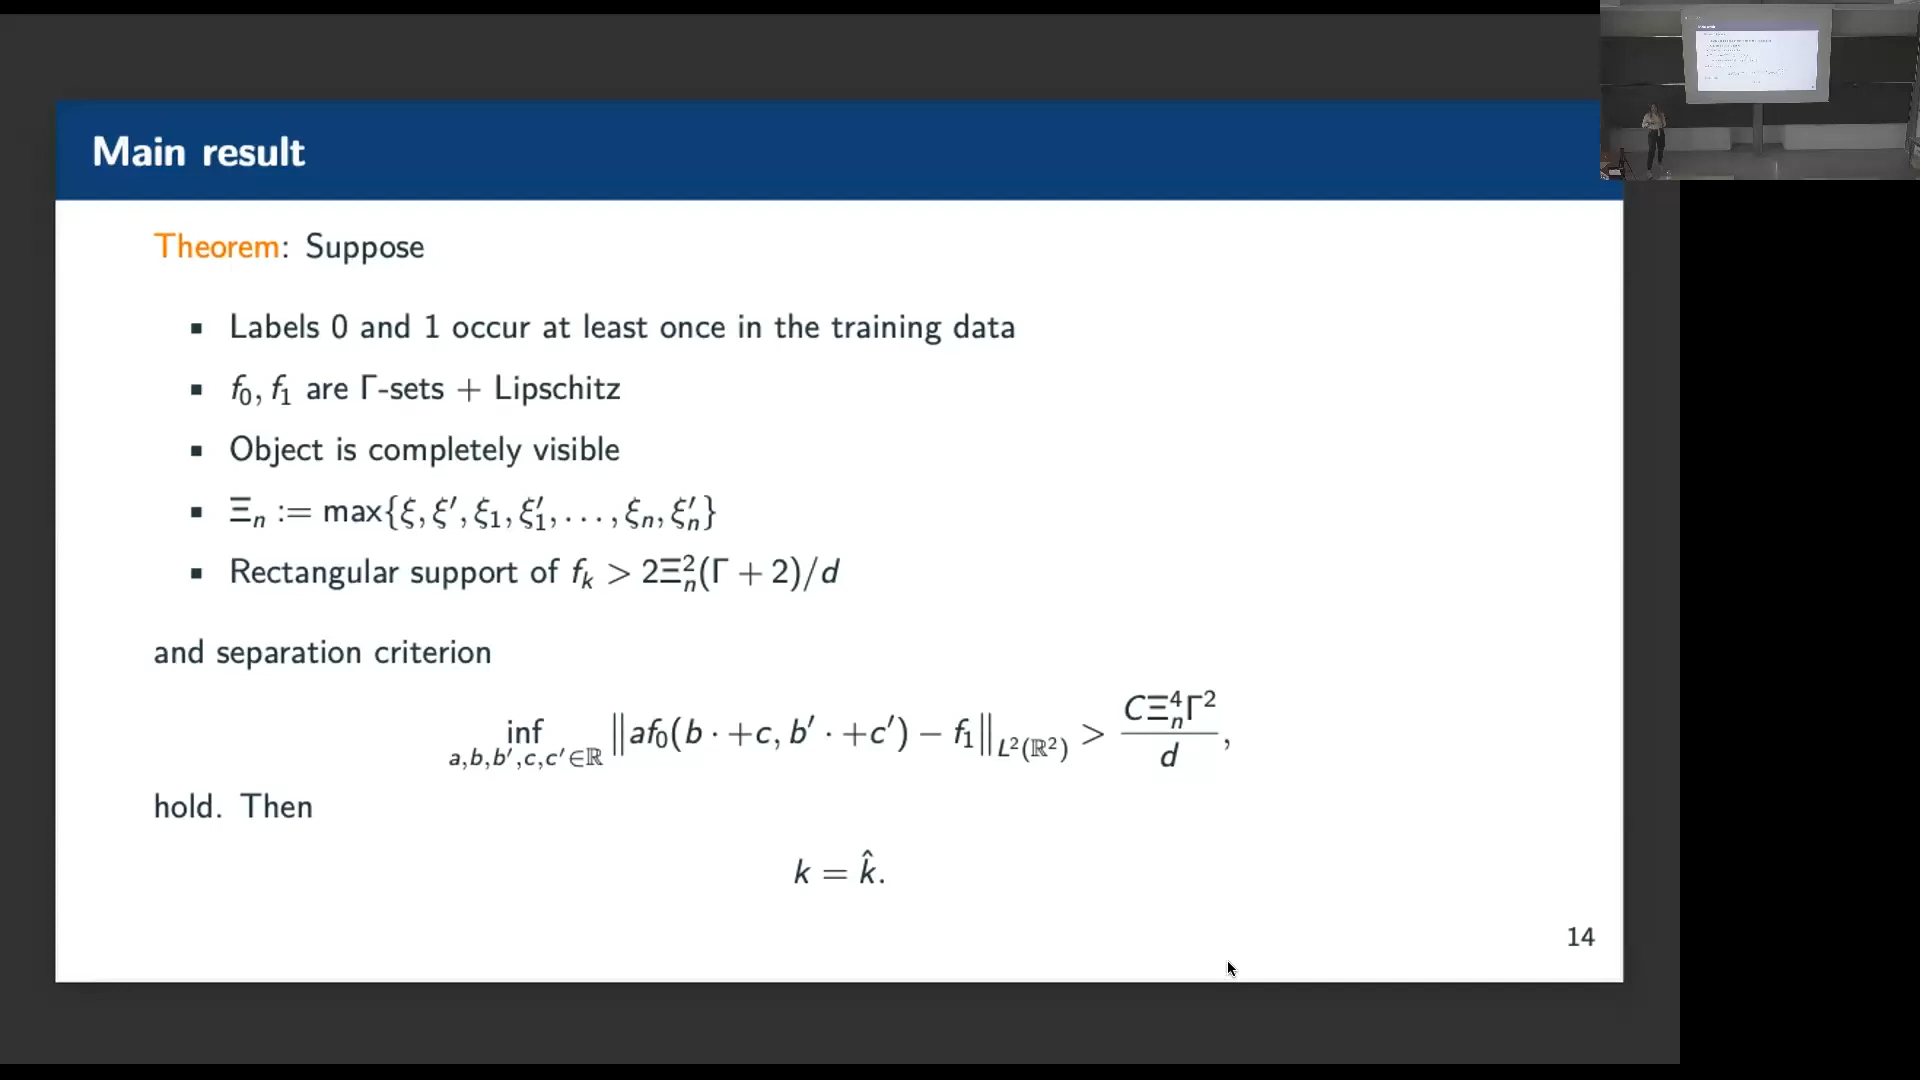 Main result
Theorem: Suppose
▪ Labels 0 and 1 occur at least once in the training data
▪ f₀, f₁ are Γ-sets + Lipschitz
▪ Object is completely visible
▪ Ξₙ := max{ξ, ξ′, ξ₁, ξ′₁, . . . , ξₙ, ξ′ₙ}
▪ Rectangular support of fₖ > 2Ξₙ²(Γ + 2)/d
and separation criterion
inf_{a,b,b′,c,c′∈ℝ} ‖af₀(b · +c, b′ · +c′) − f₁‖_{L²(ℝ²)} > CΞₙ⁴Γ²/d,
hold. Then
k = k̂.
14